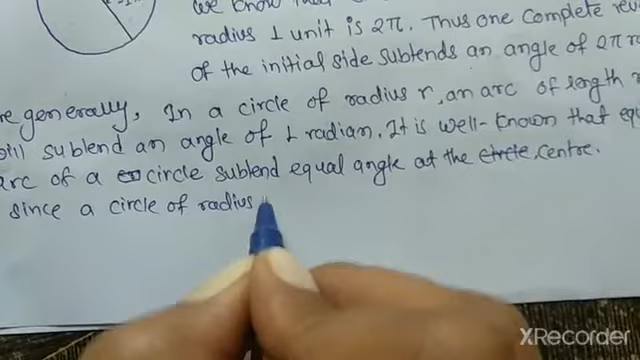 we know that
radius 1 unit is 2π. Thus one complete
of the initial side subtends an angle of 2π
generally, In a circle of radius r, an arc of length
will subtend an angle of 1 radian. It is well-known that
arc of a circle subtend equal angle at the circle centre.
since a circle of radius
XRecorder